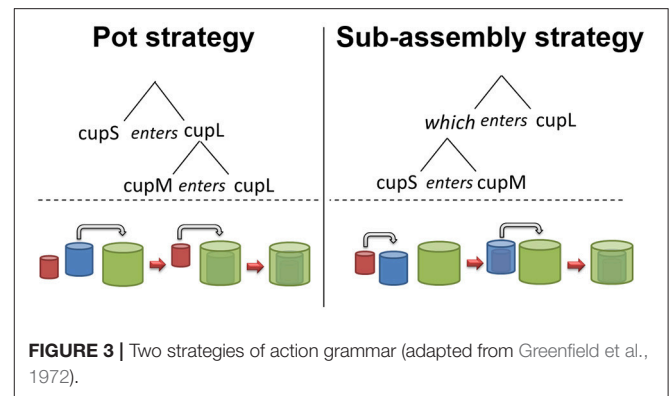 Pot strategy
cupS enters cupL
cupM enters cupL
Sub-assembly strategy
which enters cupL
cupS enters cupM
FIGURE 3 | Two strategies of action grammar (adapted from Greenfield et al.,
1972).